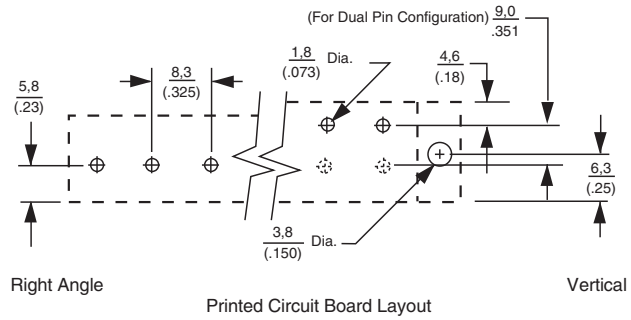 (For Dual Pin Configuration) 9,0
.351
1,8 Dia.
(.073)
4,6
(.18)
8,3
(.325)
5,8
(.23)
6,3
(.25)
3,8 Dia.
(.150)
Right Angle
Vertical
Printed Circuit Board Layout